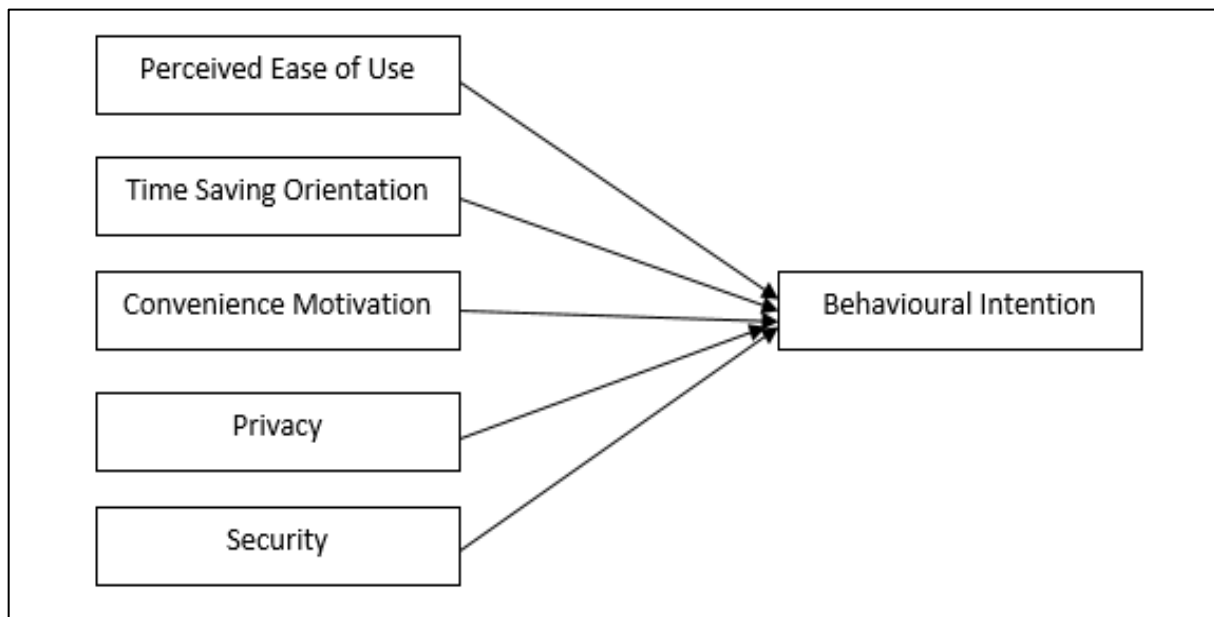 Perceived Ease of Use
Time Saving Orientation
Convenience Motivation
Behavioural Intention
Privacy
Security